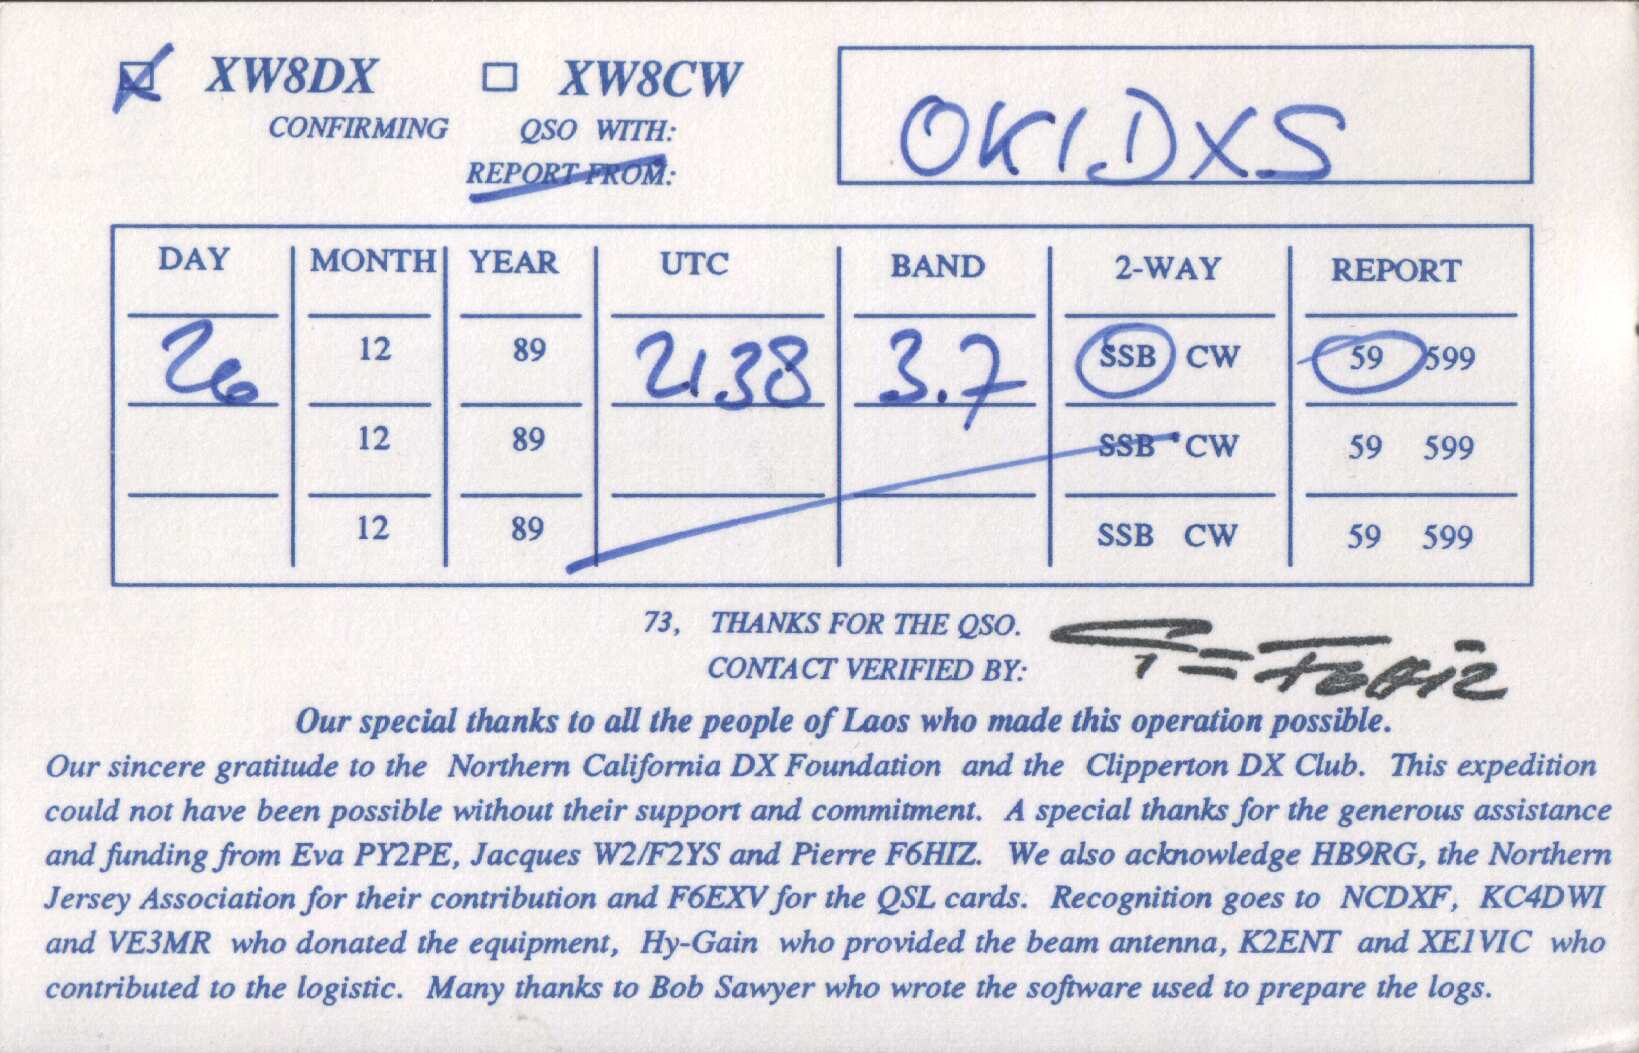 XW8DX XW8CW
CONFIRMING QSO WITH:
REPORT FROM:
OK1DXS
DAY MONTH YEAR UTC BAND 2-WAY REPORT
26 12 89 2138 3.7 SSB CW 59 599
12 89 SSB CW 59 599
12 89 SSB CW 59 599
73, THANKS FOR THE QSO.
CONTACT VERIFIED BY:
Our special thanks to all the people of Laos who made this operation possible.
Our sincere gratitude to the Northern California DX Foundation and the Clipperton DX Club. This expedition
could not have been possible without their support and commitment. A special thanks for the generous assistance
and funding from Eva PY2PE, Jacques W2/F2YS and Pierre F6HIZ. We also acknowledge HB9RG, the Northern
Jersey Association for their contribution and F6EXV for the QSL cards. Recognition goes to NCDXF, KC4DWI
and VE3MR who donated the equipment, Hy-Gain who provided the beam antenna, K2ENT and XE1VIC who
contributed to the logistic. Many thanks to Bob Sawyer who wrote the software used to prepare the logs.